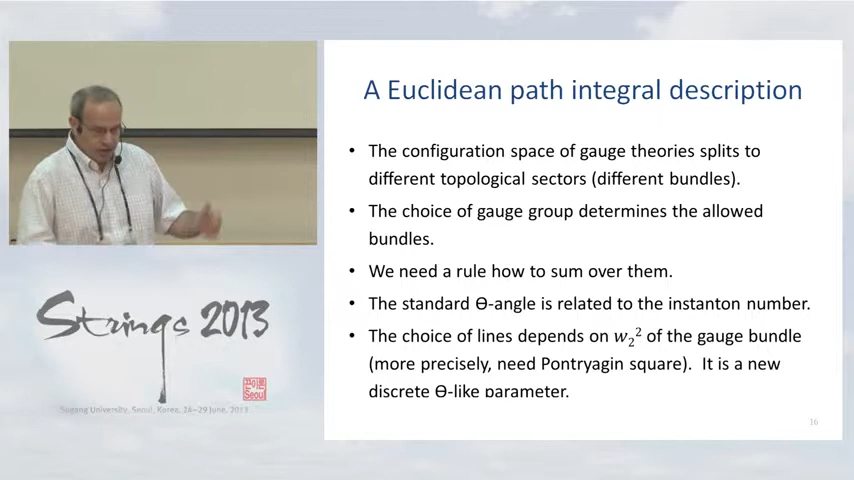 A Euclidean path integral description
• The configuration space of gauge theories splits to
different topological sectors (different bundles).
• The choice of gauge group determines the allowed
bundles.
• We need a rule how to sum over them.
• The standard Ɵ-angle is related to the instanton number.
• The choice of lines depends on w₂² of the gauge bundle
(more precisely, need Pontryagin square). It is a new
discrete Ɵ-like parameter.
16
Strings 2013
Seoul
Sogang University, Seoul, Korea, 24-29 June, 2013